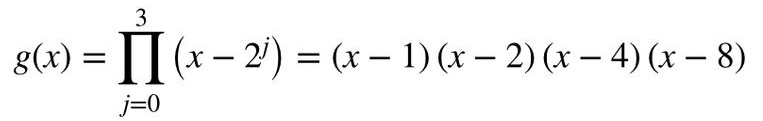 g(x) = ∏_{j=0}^{3} (x − 2^j) = (x − 1)(x − 2)(x − 4)(x − 8)